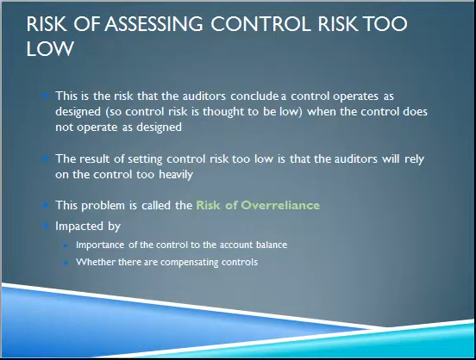 RISK OF ASSESSING CONTROL RISK TOO
LOW
This is the risk that the auditors conclude a control operates as
designed (so control risk is thought to be low) when the control does
not operate as designed
The result of setting control risk too low is that the auditors will rely
on the control too heavily
This problem is called the Risk of Overreliance
Impacted by
Importance of the control to the account balance
Whether there are compensating controls